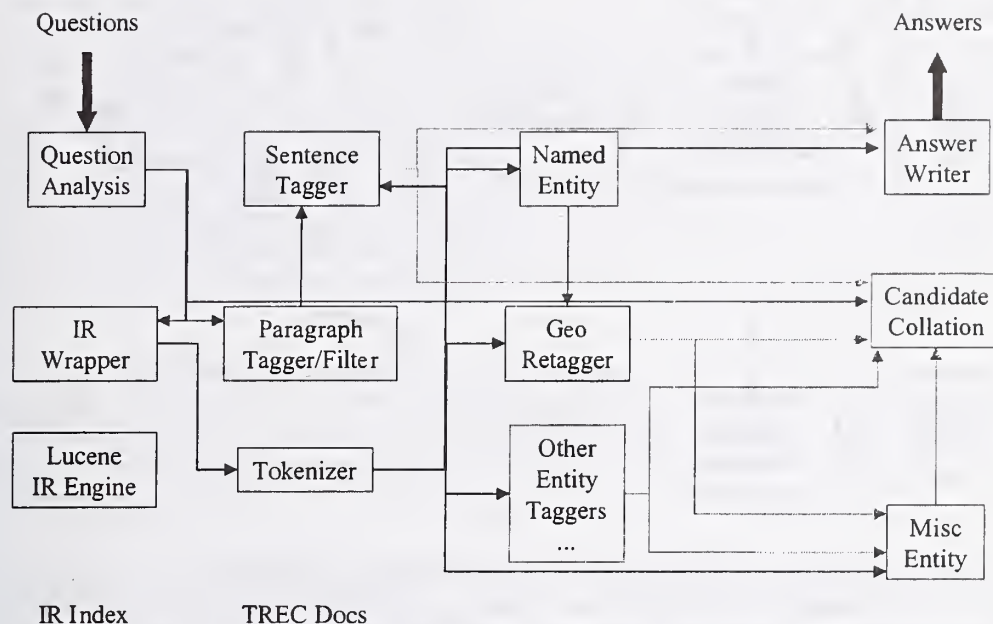 Questions
Answers
Question
Analysis
Sentence
Tagger
Named
Entity
Answer
Writer
IR
Wrapper
Paragraph
Tagger/Filter
Geo
Retagger
Candidate
Collation
Lucene
IR Engine
Tokenizer
Other
Entity
Taggers
...
Misc
Entity
IR Index
TREC Docs